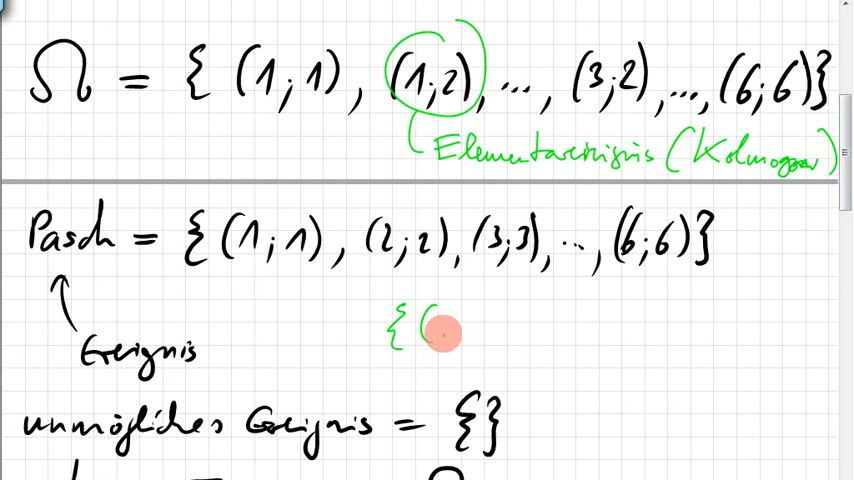 Ω = { (1;1), (1;2), ..., (3;2), ..., (6;6)}
Elementarereignis (Kolmogorow)
Pasch = { (1;1), (2;2), (3;3), ..., (6;6)}
{ (
Ereignis
unmögliches Ereignis = {}
= Ω